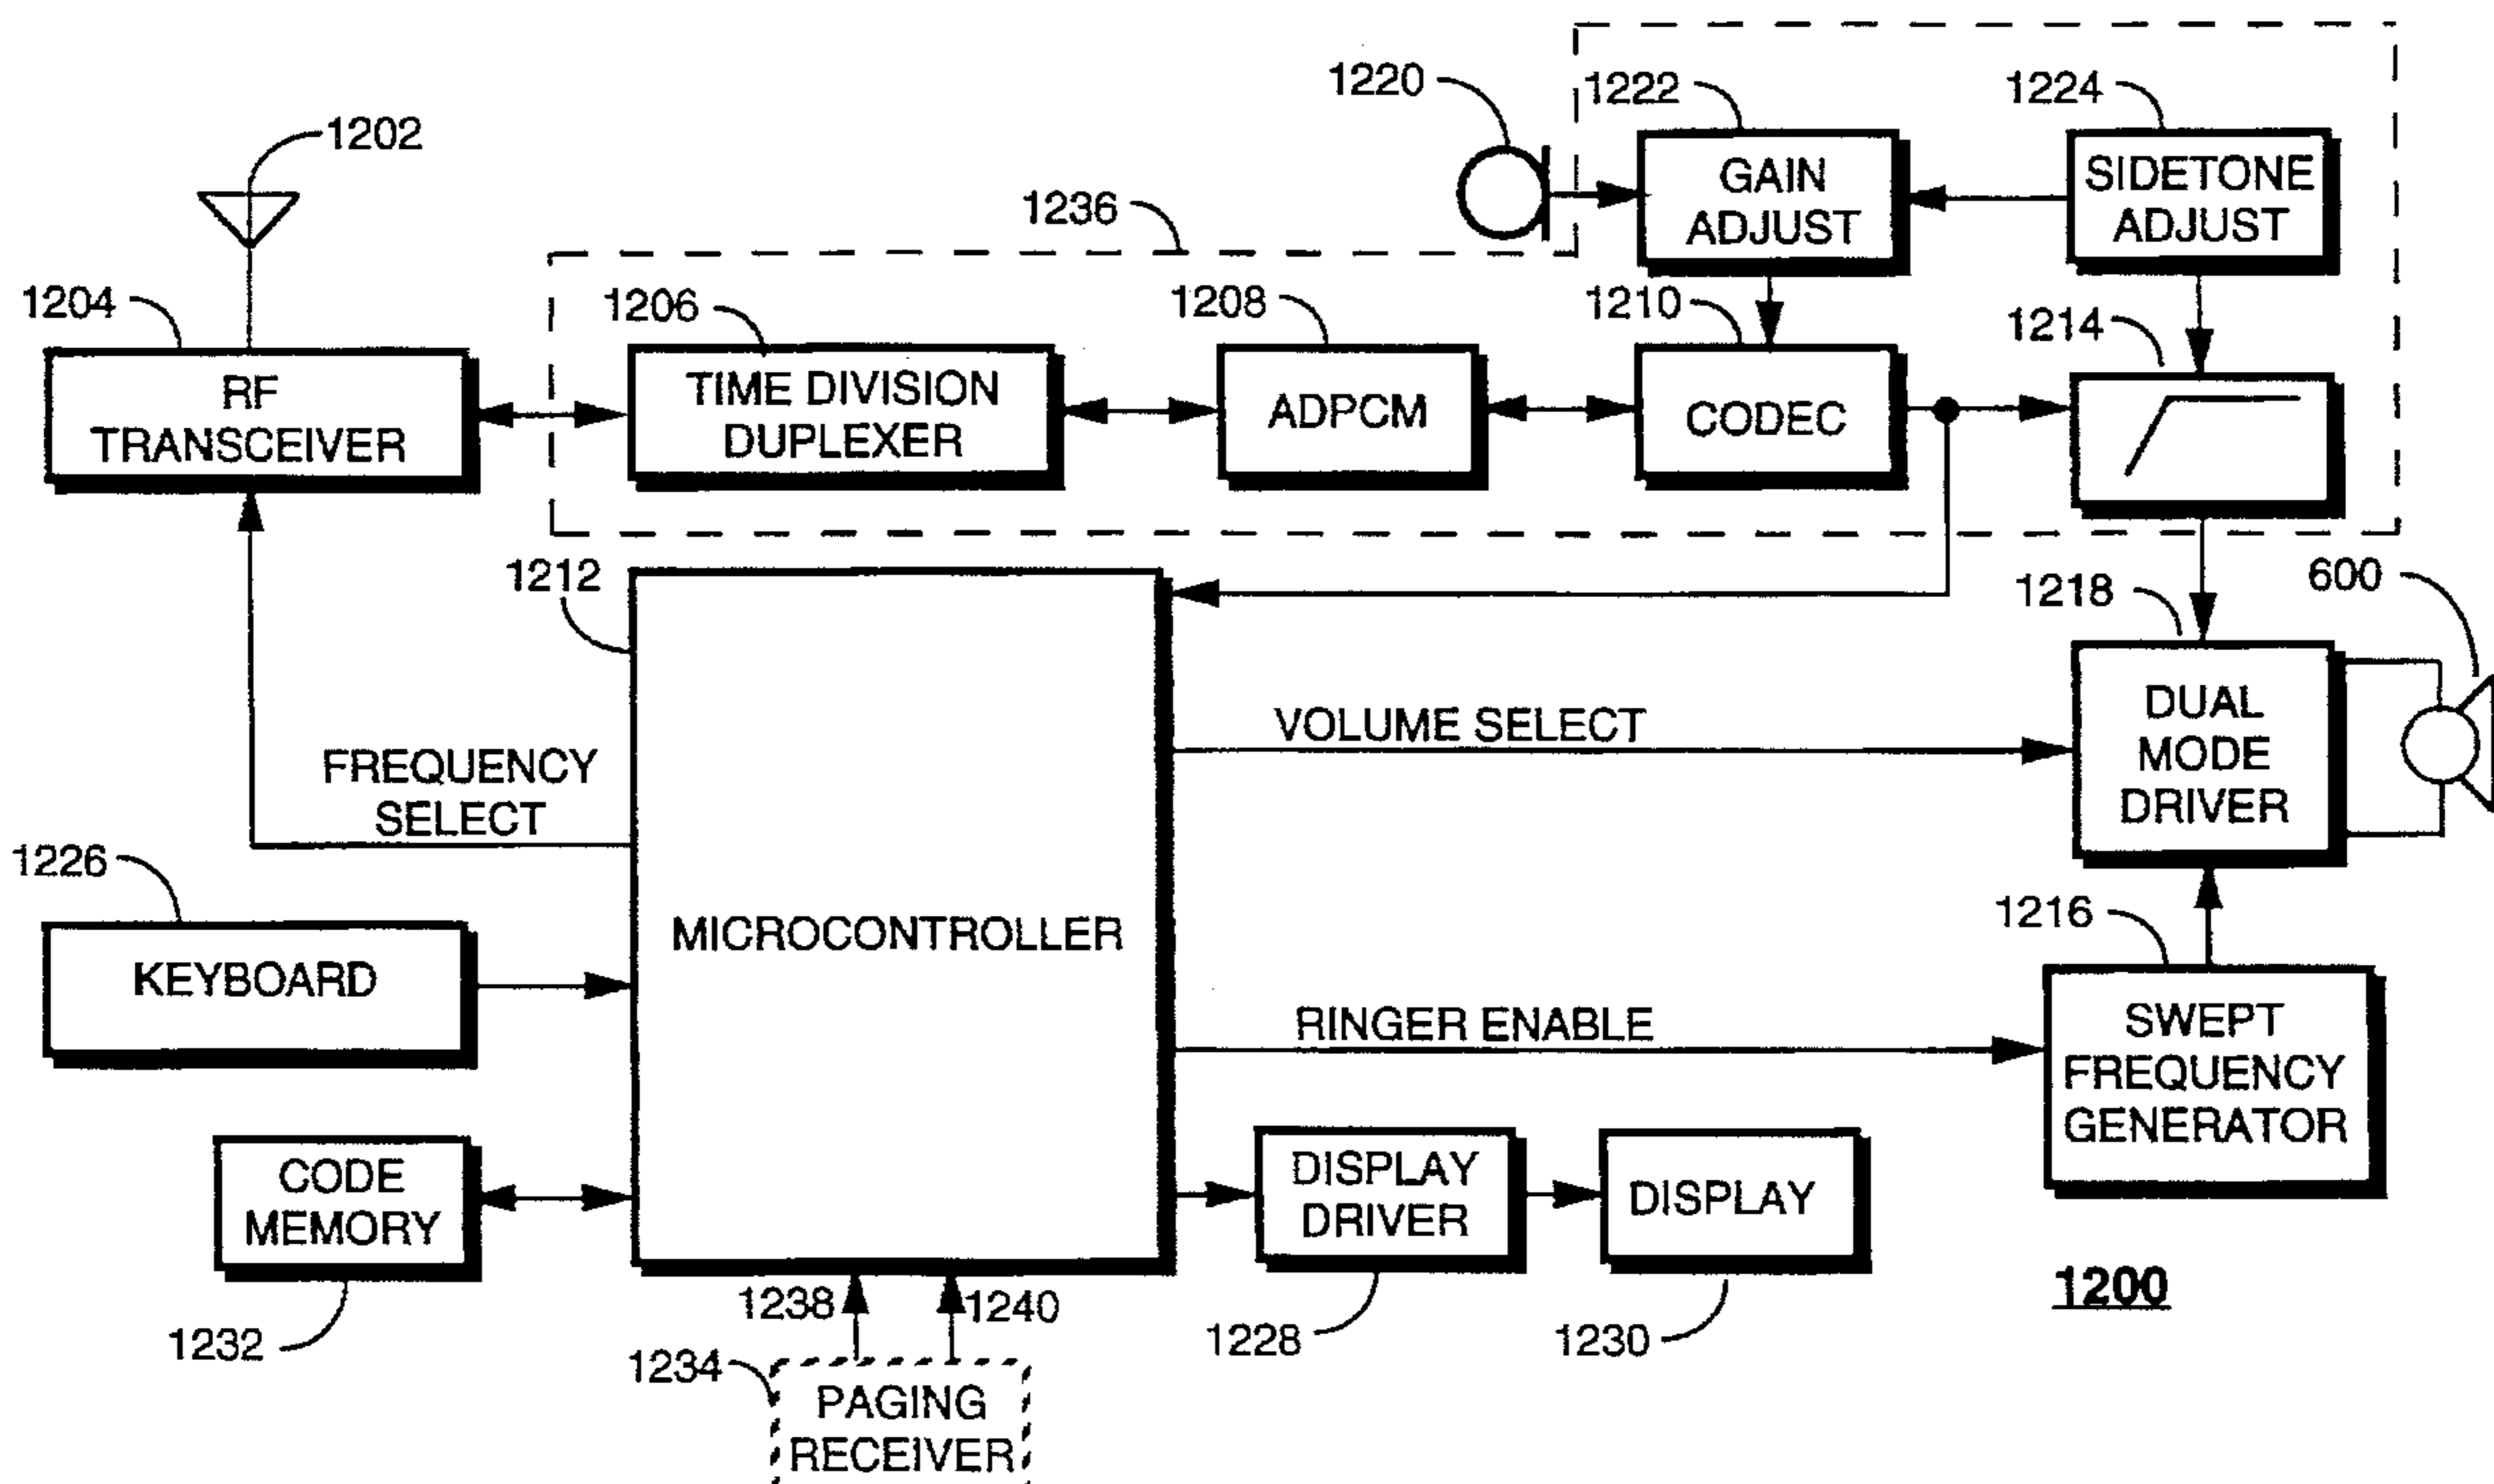 1220
1222
1224
1202
GAIN
ADJUST
SIDETONE
ADJUST
1236
1204
1206
1208
1210
1214
RF
TRANSCEIVER
TIME DIVISION
DUPLEXER
ADPCM
CODEC
1212
1218
600
VOLUME SELECT
DUAL
MODE
DRIVER
FREQUENCY
SELECT
1226
1216
KEYBOARD
MICROCONTROLLER
RINGER ENABLE
SWEPT
FREQUENCY
GENERATOR
CODE
MEMORY
DISPLAY
DRIVER
DISPLAY
1200
1238
1240
1232
1228
1230
1234
PAGING
RECEIVER